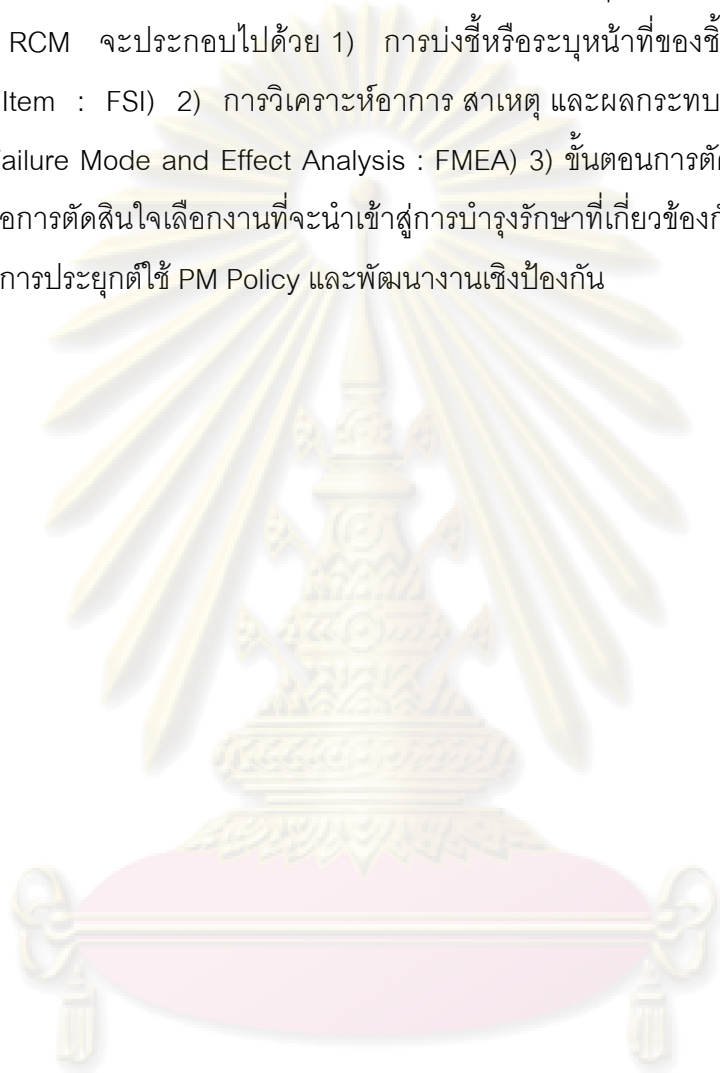 RCM จะประกอบไปด้วย 1) การบ่งชี้หรือระบุหน้าที่ของชิ้
Item : FSI) 2) การวิเคราะห์อาการ สาเหตุ และผลกระทบ
ailure Mode and Effect Analysis : FMEA) 3) ขั้นตอนการตัด
อการตัดสินใจเลือกงานที่จะนำเข้าสู่การบำรุงรักษาที่เกี่ยวข้องกั
การประยุกต์ใช้ PM Policy และพัฒนางานเชิงป้องกัน